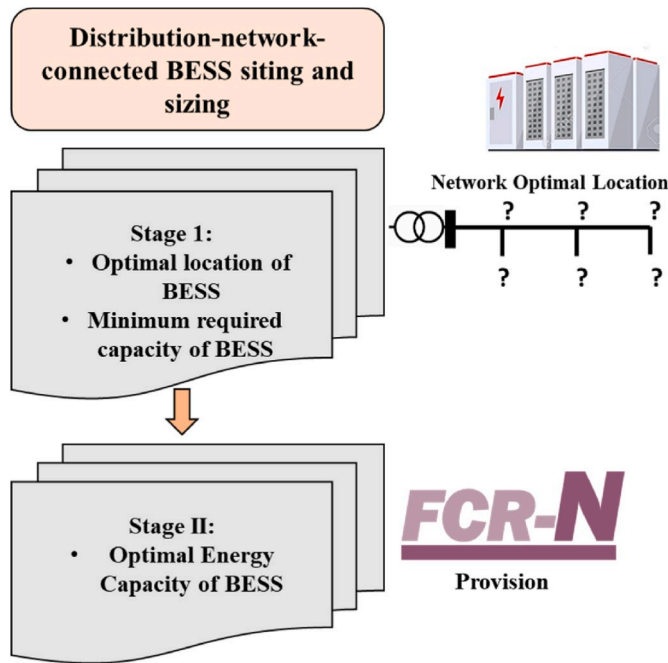 Distribution-network-
connected BESS siting and
sizing
Network Optimal Location
? ? ?
? ? ?
Stage 1:
• Optimal location of
BESS
• Minimum required
capacity of BESS
Stage II:
• Optimal Energy
Capacity of BESS
FCR-N
Provision